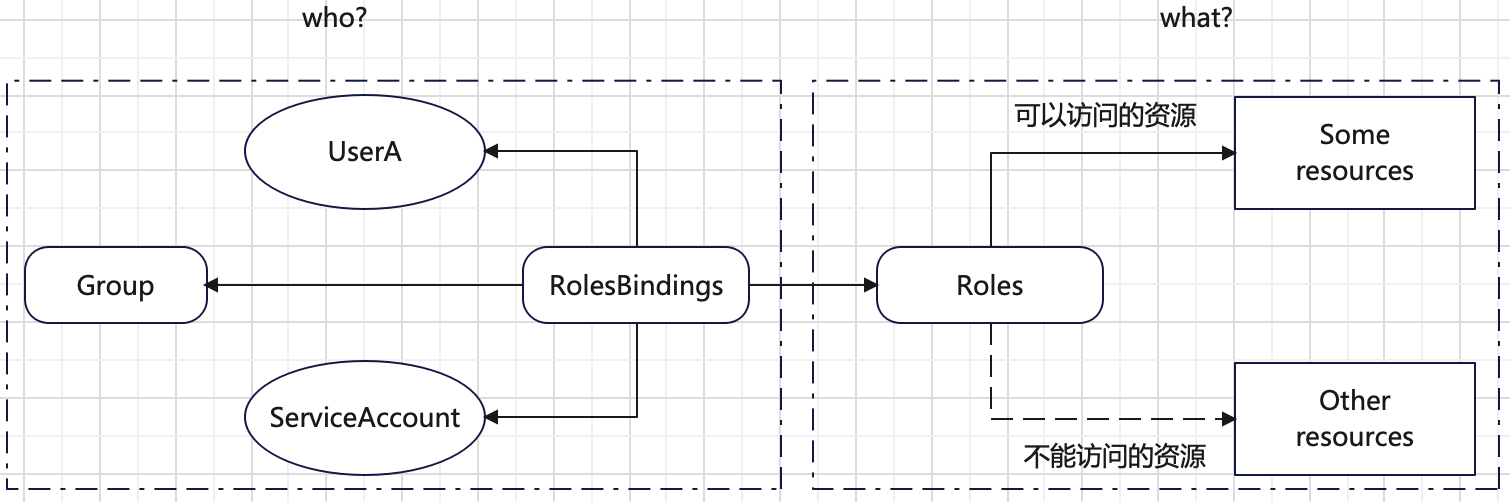 who?
what?
UserA
Group
RolesBindings
ServiceAccount
可以访问的资源
Some
resources
Roles
Other
resources
不能访问的资源